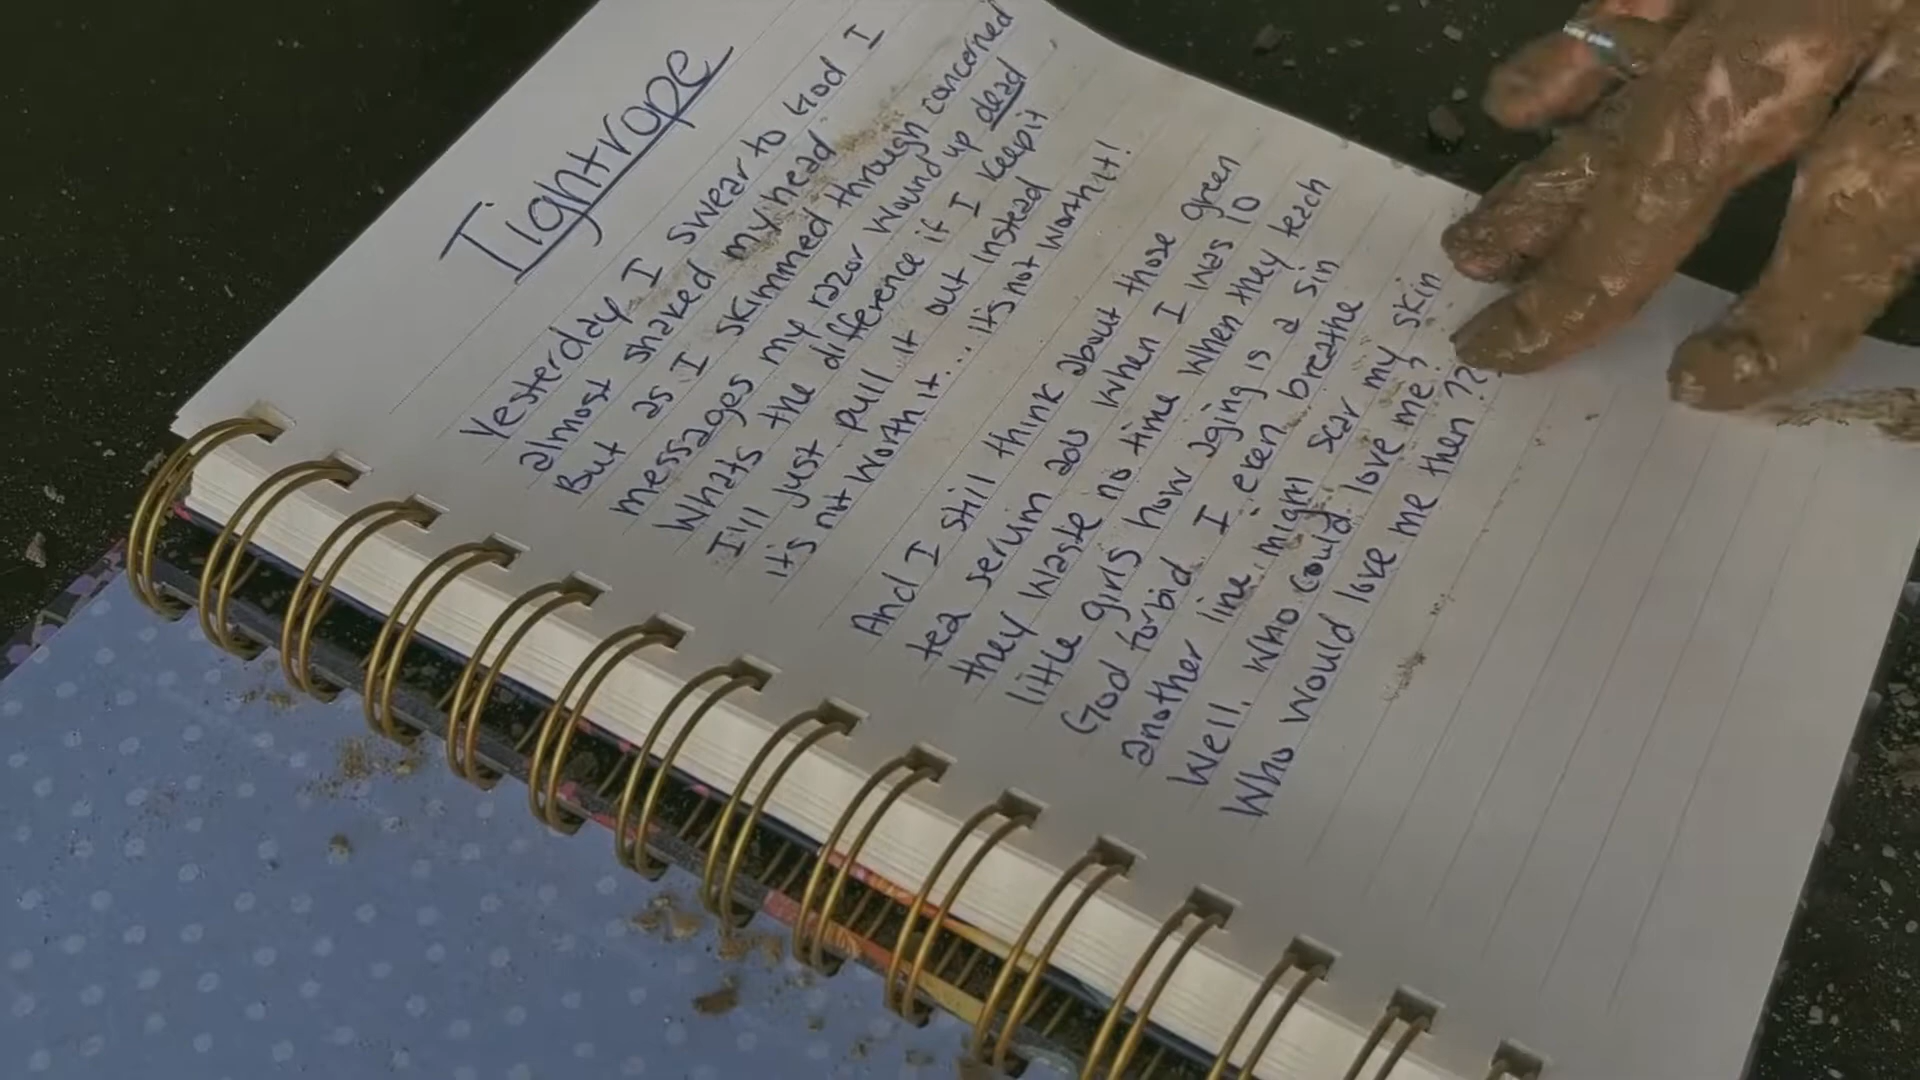 Tightrope
Yesterday I swear to God I
almost shaked my head
But as I skimmed through concerned
messages my razor wound up dead
Whats the difference if I keep it
I'll just pull it out instead
it's not worth it... it's not worth it!
And I still think about those green
tea serum ads when I was 10
they waste no time when they teach
little girls how aging is a sin
God forbid I even breathe
another line might scar my skin
Well, who could love me?
Who would love me then??